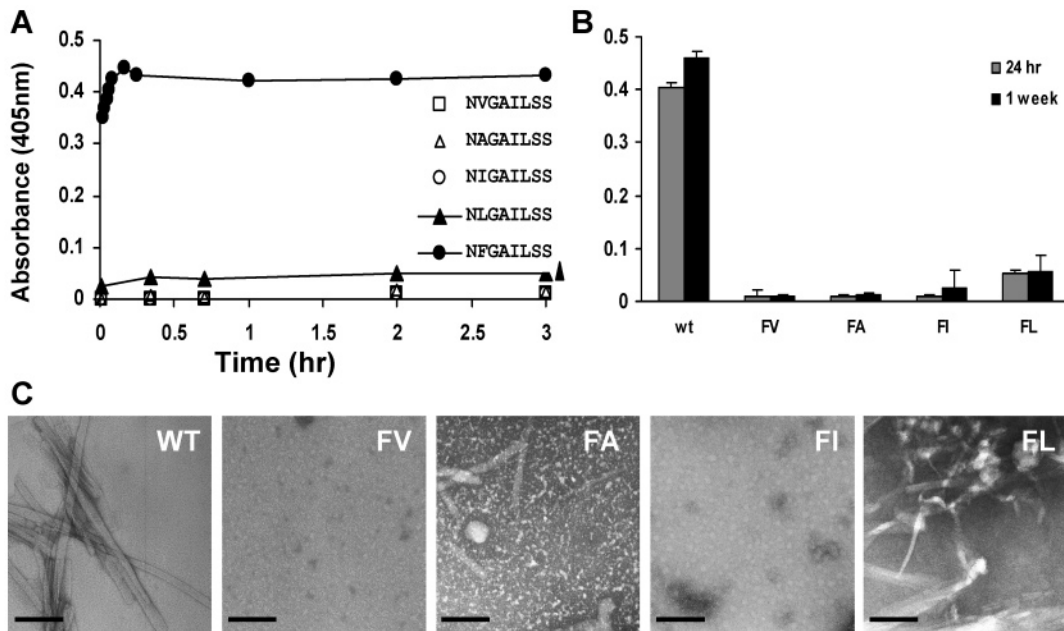 A
0.5
0.4
0.3
0.2
0.1
0
Absorbance (405nm)
NVGAILSS
NAGAILSS
NIGAILSS
NLGAILSS
NFGAILSS
0 0.5 1 1.5 2 2.5 3
Time (hr)
B
0.5
0.4
0.3
0.2
0.1
0
24 hr
1 week
wt FV FA FI FL
C
WT FV FA FI FL